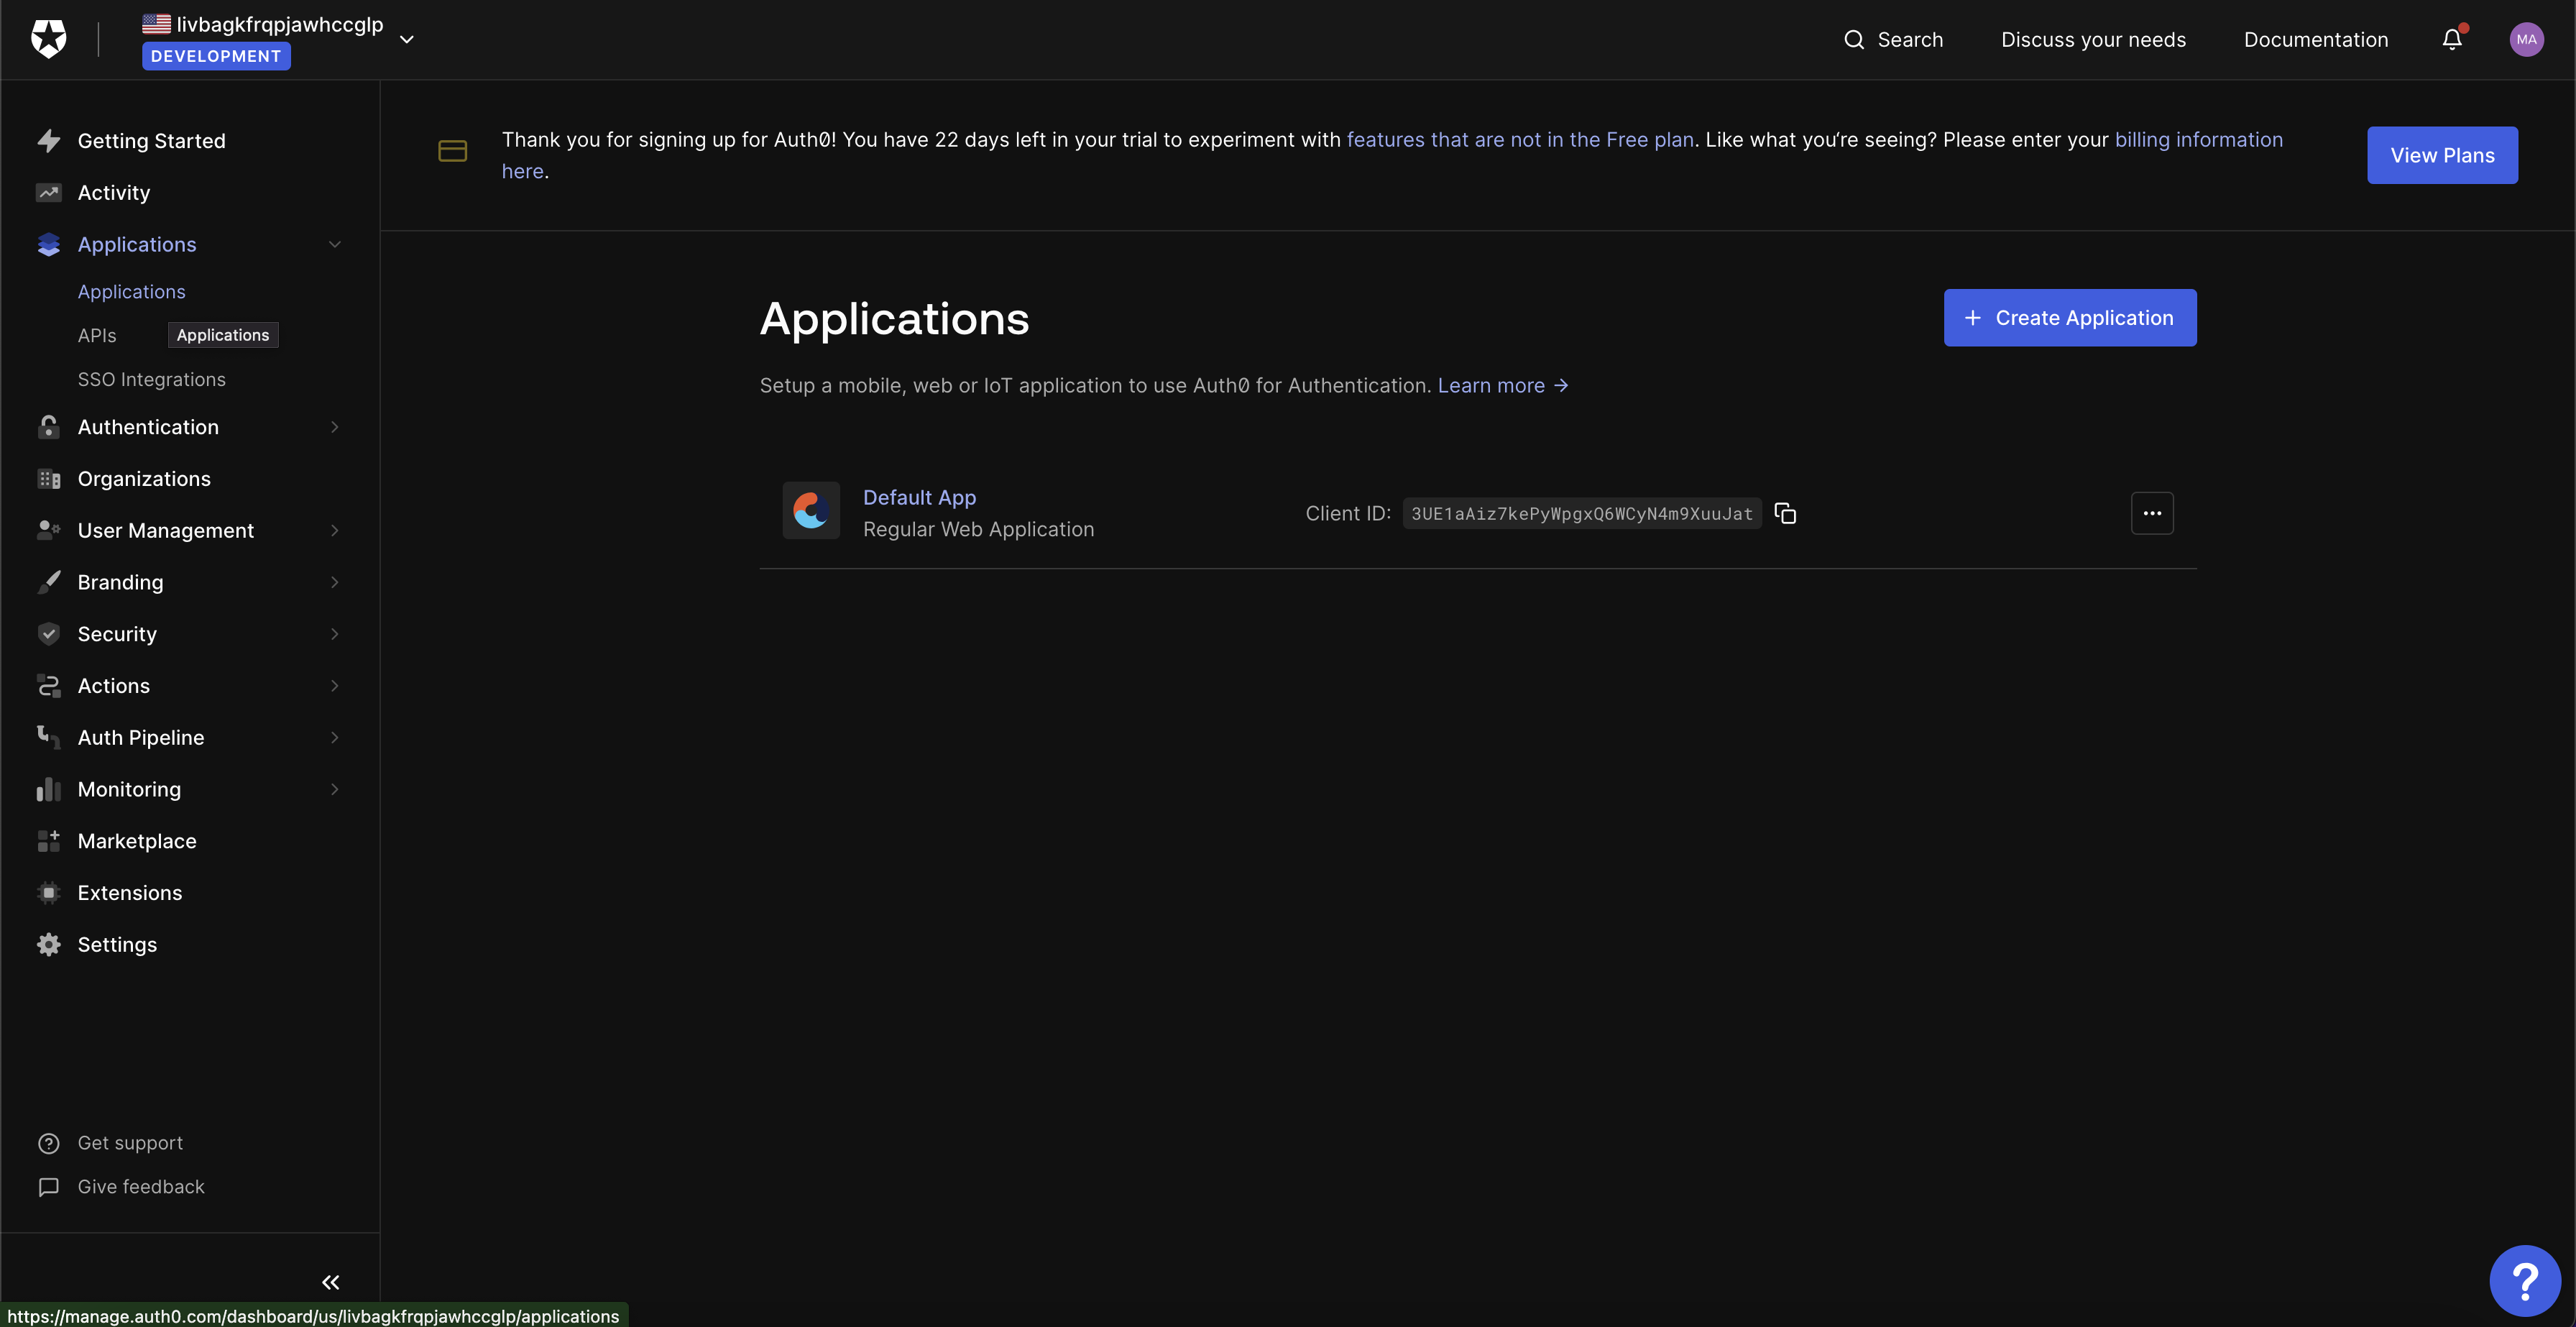 livbagkfrqpjawhccglp
DEVELOPMENT
Search
Discuss your needs
Documentation
MA
Getting Started
Activity
Applications
Applications
APIs
Applications
SSO Integrations
Authentication
Organizations
User Management
Branding
Security
Actions
Auth Pipeline
Monitoring
Marketplace
Extensions
Settings
Get support
Give feedback
Thank you for signing up for Auth0! You have 22 days left in your trial to experiment with features that are not in the Free plan. Like what you’re seeing? Please enter your billing information
here.
View Plans
Applications
+ Create Application
Setup a mobile, web or IoT application to use Auth0 for Authentication. Learn more →
Default App
Regular Web Application
Client ID: 3UE1aAiz7kePyWpgxQ6WCyN4m9XuuJat
?
https://manage.auth0.com/dashboard/us/livbagkfrqpjawhccglp/applications